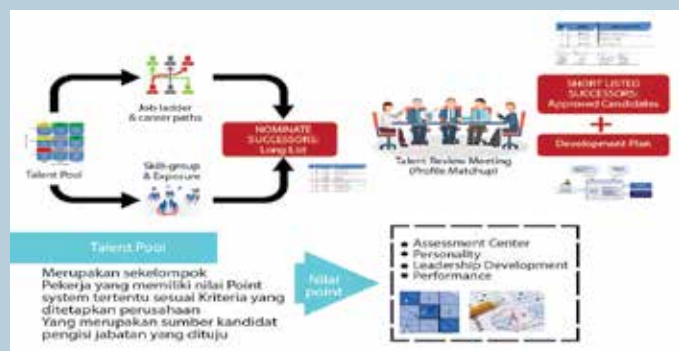 Talent Pool
Job ladder
& career paths
Skill-group
& Exposure
NOMINATE
SUCCESSORS:
Long List
Talent Review Meeting
(Profile Matchup)
SHORT LISTED
SUCCESSORS:
Approved Candidates
+
Development Plan
Talent Pool
Merupakan sekelompok
Pekerja yang memiliki nilai Point
system tertentu sesuai Kriteria yang
ditetapkan perusahaan
Yang merupakan sumber kandidat
pengisi jabatan yang dituju
Nilai
point
Assessment Center
Personality
Leadership Development
Performance